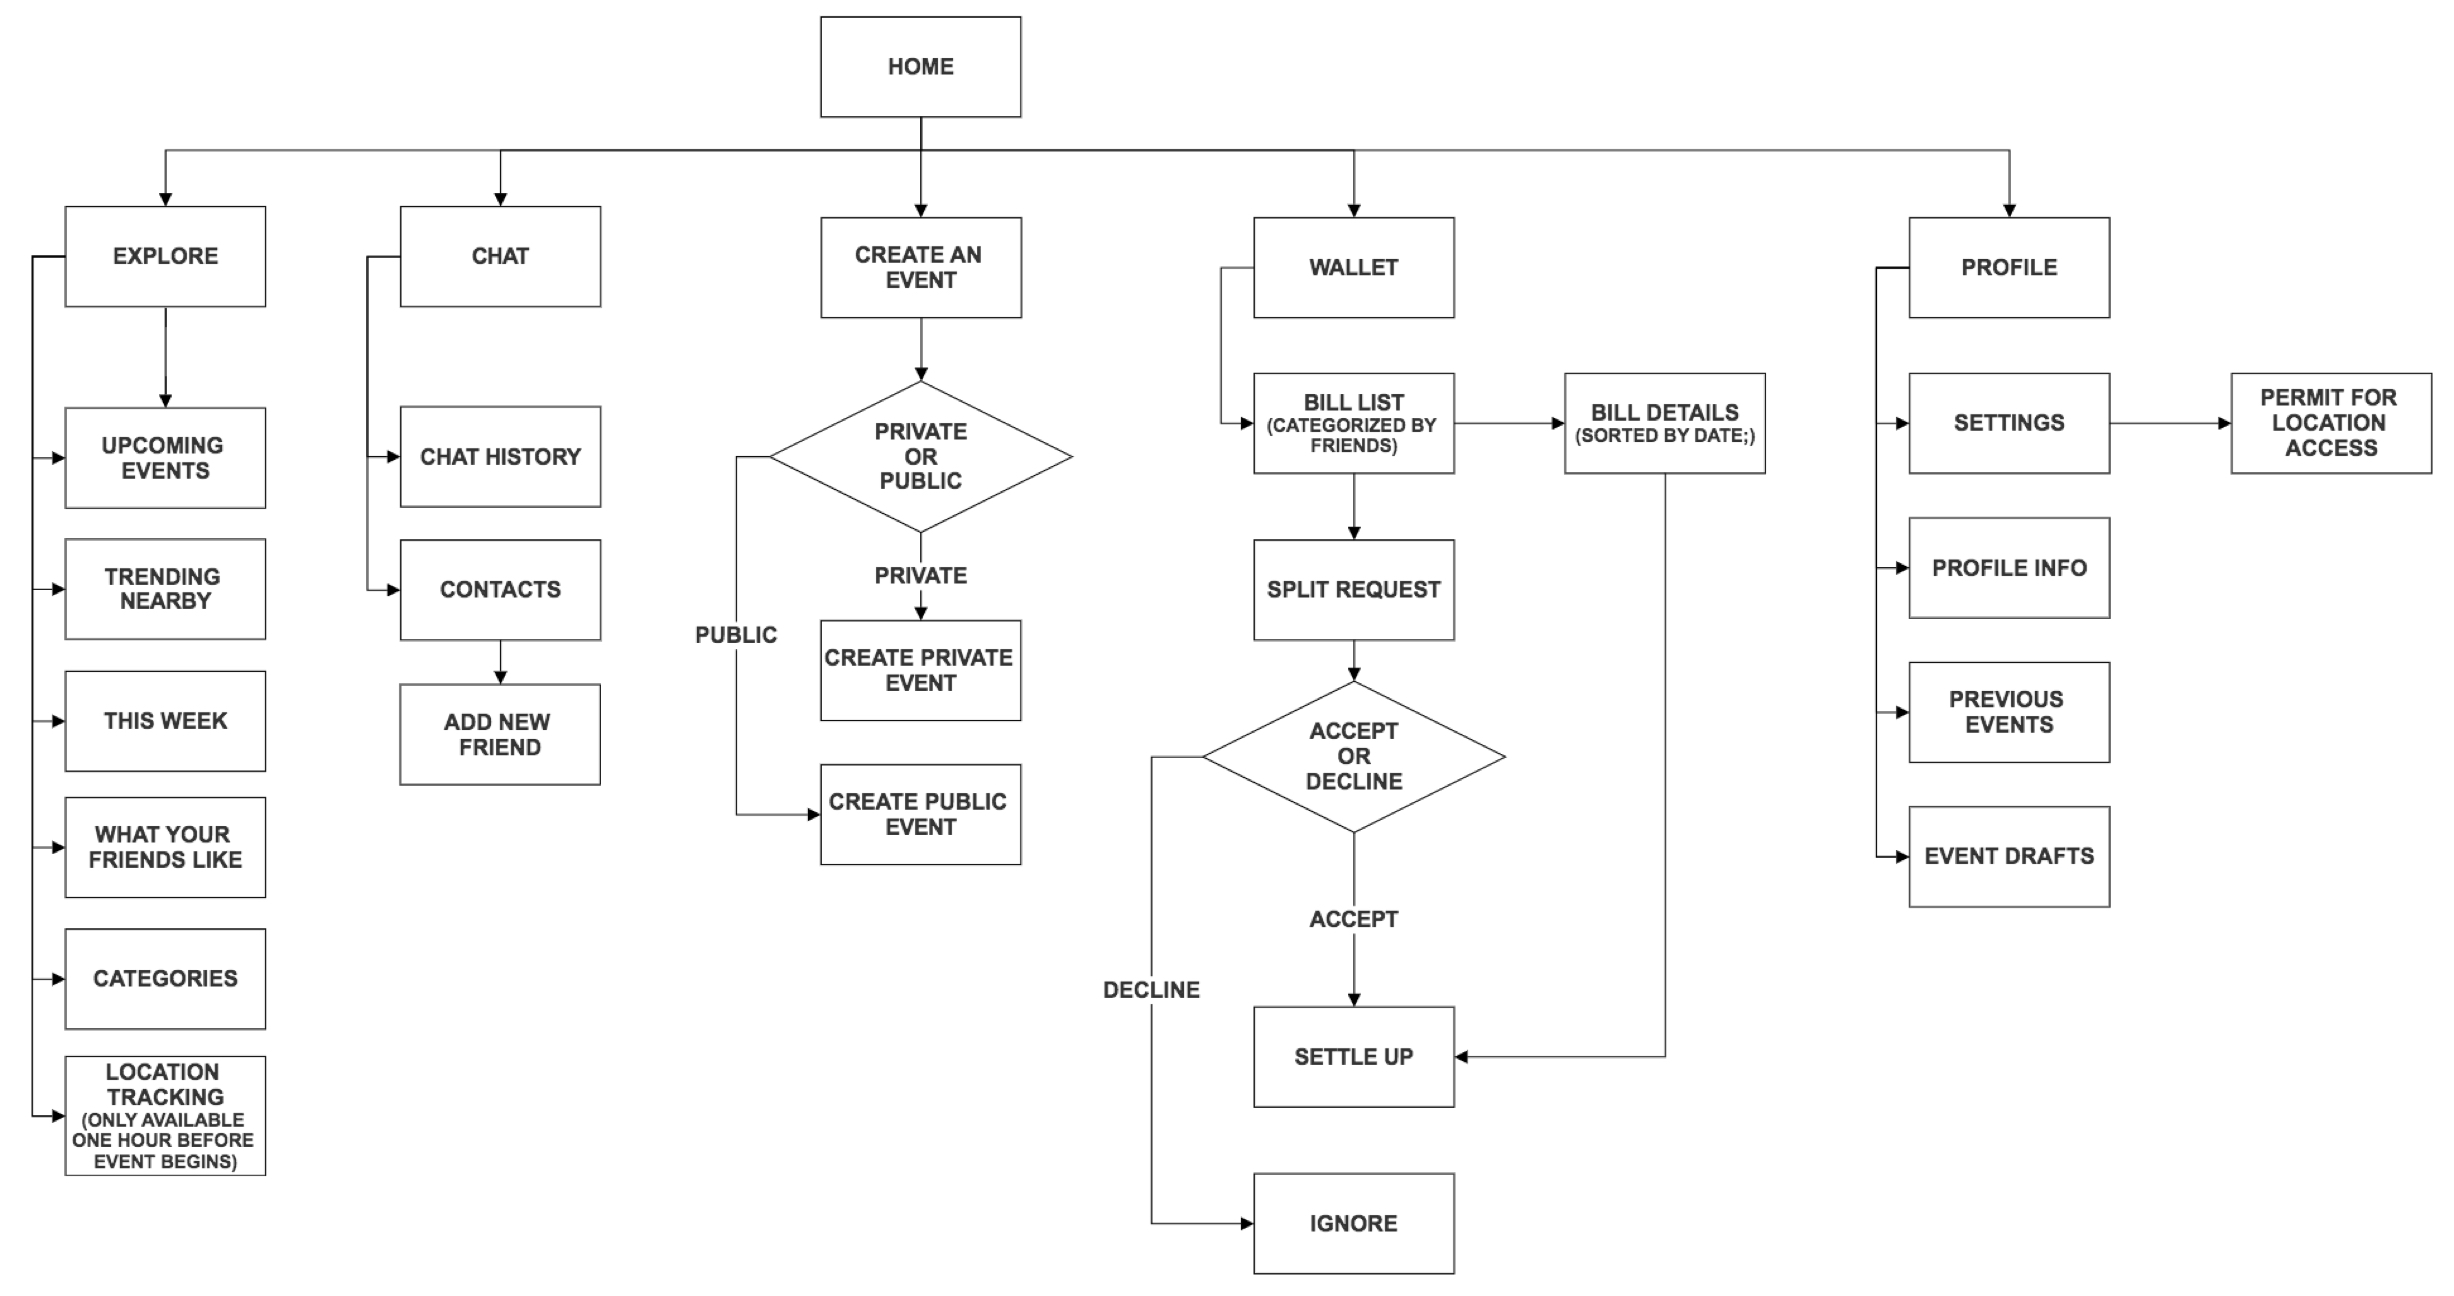 HOME
EXPLORE
UPCOMING
EVENTS
TRENDING
NEARBY
THIS WEEK
WHAT YOUR
FRIENDS LIKE
CATEGORIES
LOCATION
TRACKING
(ONLY AVAILABLE
ONE HOUR BEFORE
EVENT BEGINS)
CHAT
CHAT HISTORY
CONTACTS
ADD NEW
FRIEND
CREATE AN
EVENT
PRIVATE
OR
PUBLIC
PRIVATE
PUBLIC
CREATE PRIVATE
EVENT
CREATE PUBLIC
EVENT
WALLET
BILL LIST
(CATEGORIZED BY
FRIENDS)
BILL DETAILS
(SORTED BY DATE;)
SPLIT REQUEST
ACCEPT
OR
DECLINE
ACCEPT
DECLINE
SETTLE UP
IGNORE
PROFILE
SETTINGS
PERMIT FOR
LOCATION
ACCESS
PROFILE INFO
PREVIOUS
EVENTS
EVENT DRAFTS